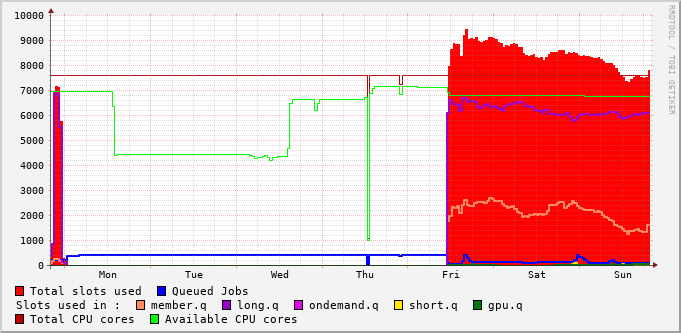 10000
9000
8000
7000
6000
5000
4000
3000
2000
1000
0
Mon Tue Wed Thu Fri Sat Sun
Total slots used Queued Jobs
Slots used in : member.q long.q ondemand.q short.q gpu.q
Total CPU cores Available CPU cores
RRDTOOL / TOBI OETIKER